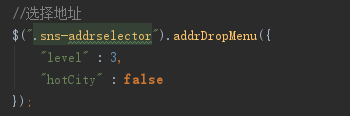 //选择地址
$(".sns-addrselector").addrDropMenu({
"level" : 3,
"hotCity" : false
});